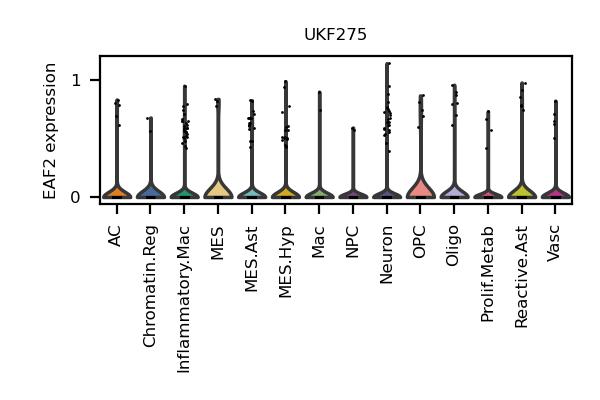 UKF275
EAF2 expression
1
0
AC
Chromatin.Reg
Inflammatory.Mac
MES
MES.Ast
MES.Hyp
Mac
NPC
Neuron
OPC
Oligo
Prolif.Metab
Reactive.Ast
Vasc